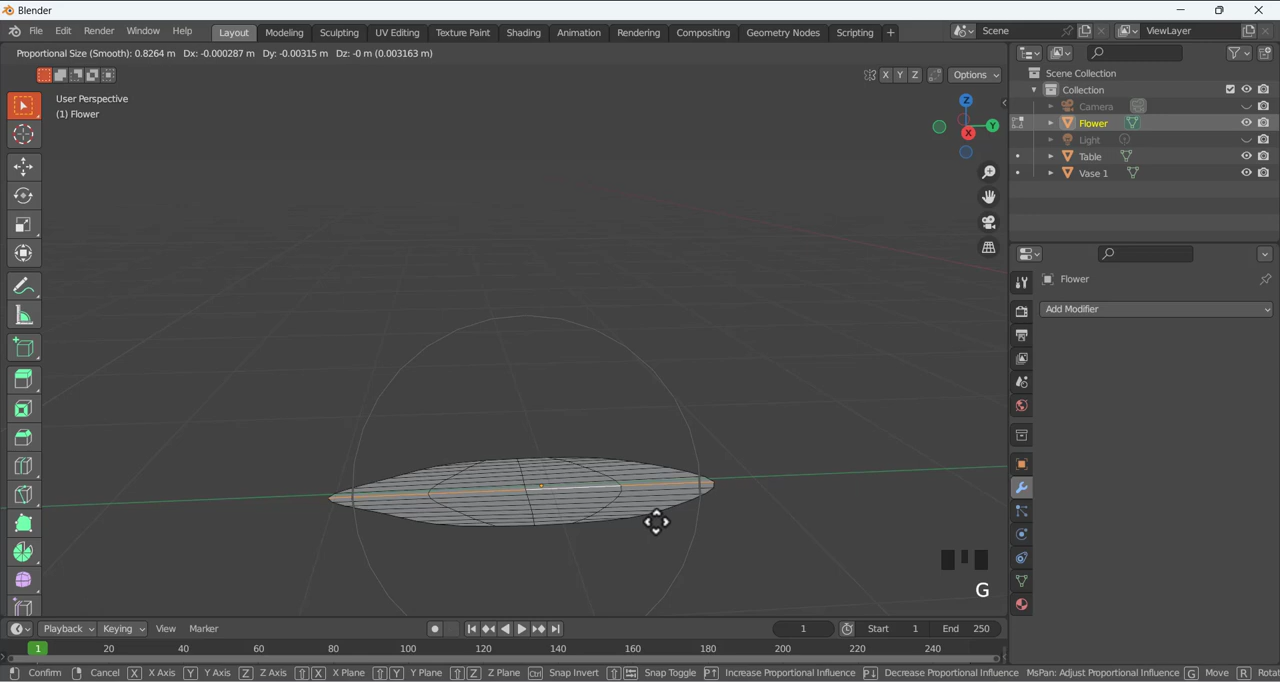 Blender
File Edit Render Window Help Layout Modeling Sculpting UV Editing Texture Paint Shading Animation Rendering Compositing Geometry Nodes Scripting + Scene ViewLayer
Proportional Size (Smooth): 0.8264 m Dx: -0.000287 m Dy: -0.00315 m Dz: -0 m (0.003163 m)
X Y Z Options
User Perspective
(1) Flower
Z
Y
X
Scene Collection
Collection
Camera
Flower
Light
Table
Vase 1
Flower
Add Modifier
G
Playback Keying View Marker 1 Start 1 End 250
1 20 40 60 80 100 120 140 160 180 200 220 240
Confirm Cancel X X Axis Y Y Axis Z Z Axis X X Plane Y Y Plane Z Z Plane Ctrl Snap Invert Snap Toggle Increase Proportional Influence Decrease Proportional Influence MsPan: Adjust Proportional Influence G Move R Rota